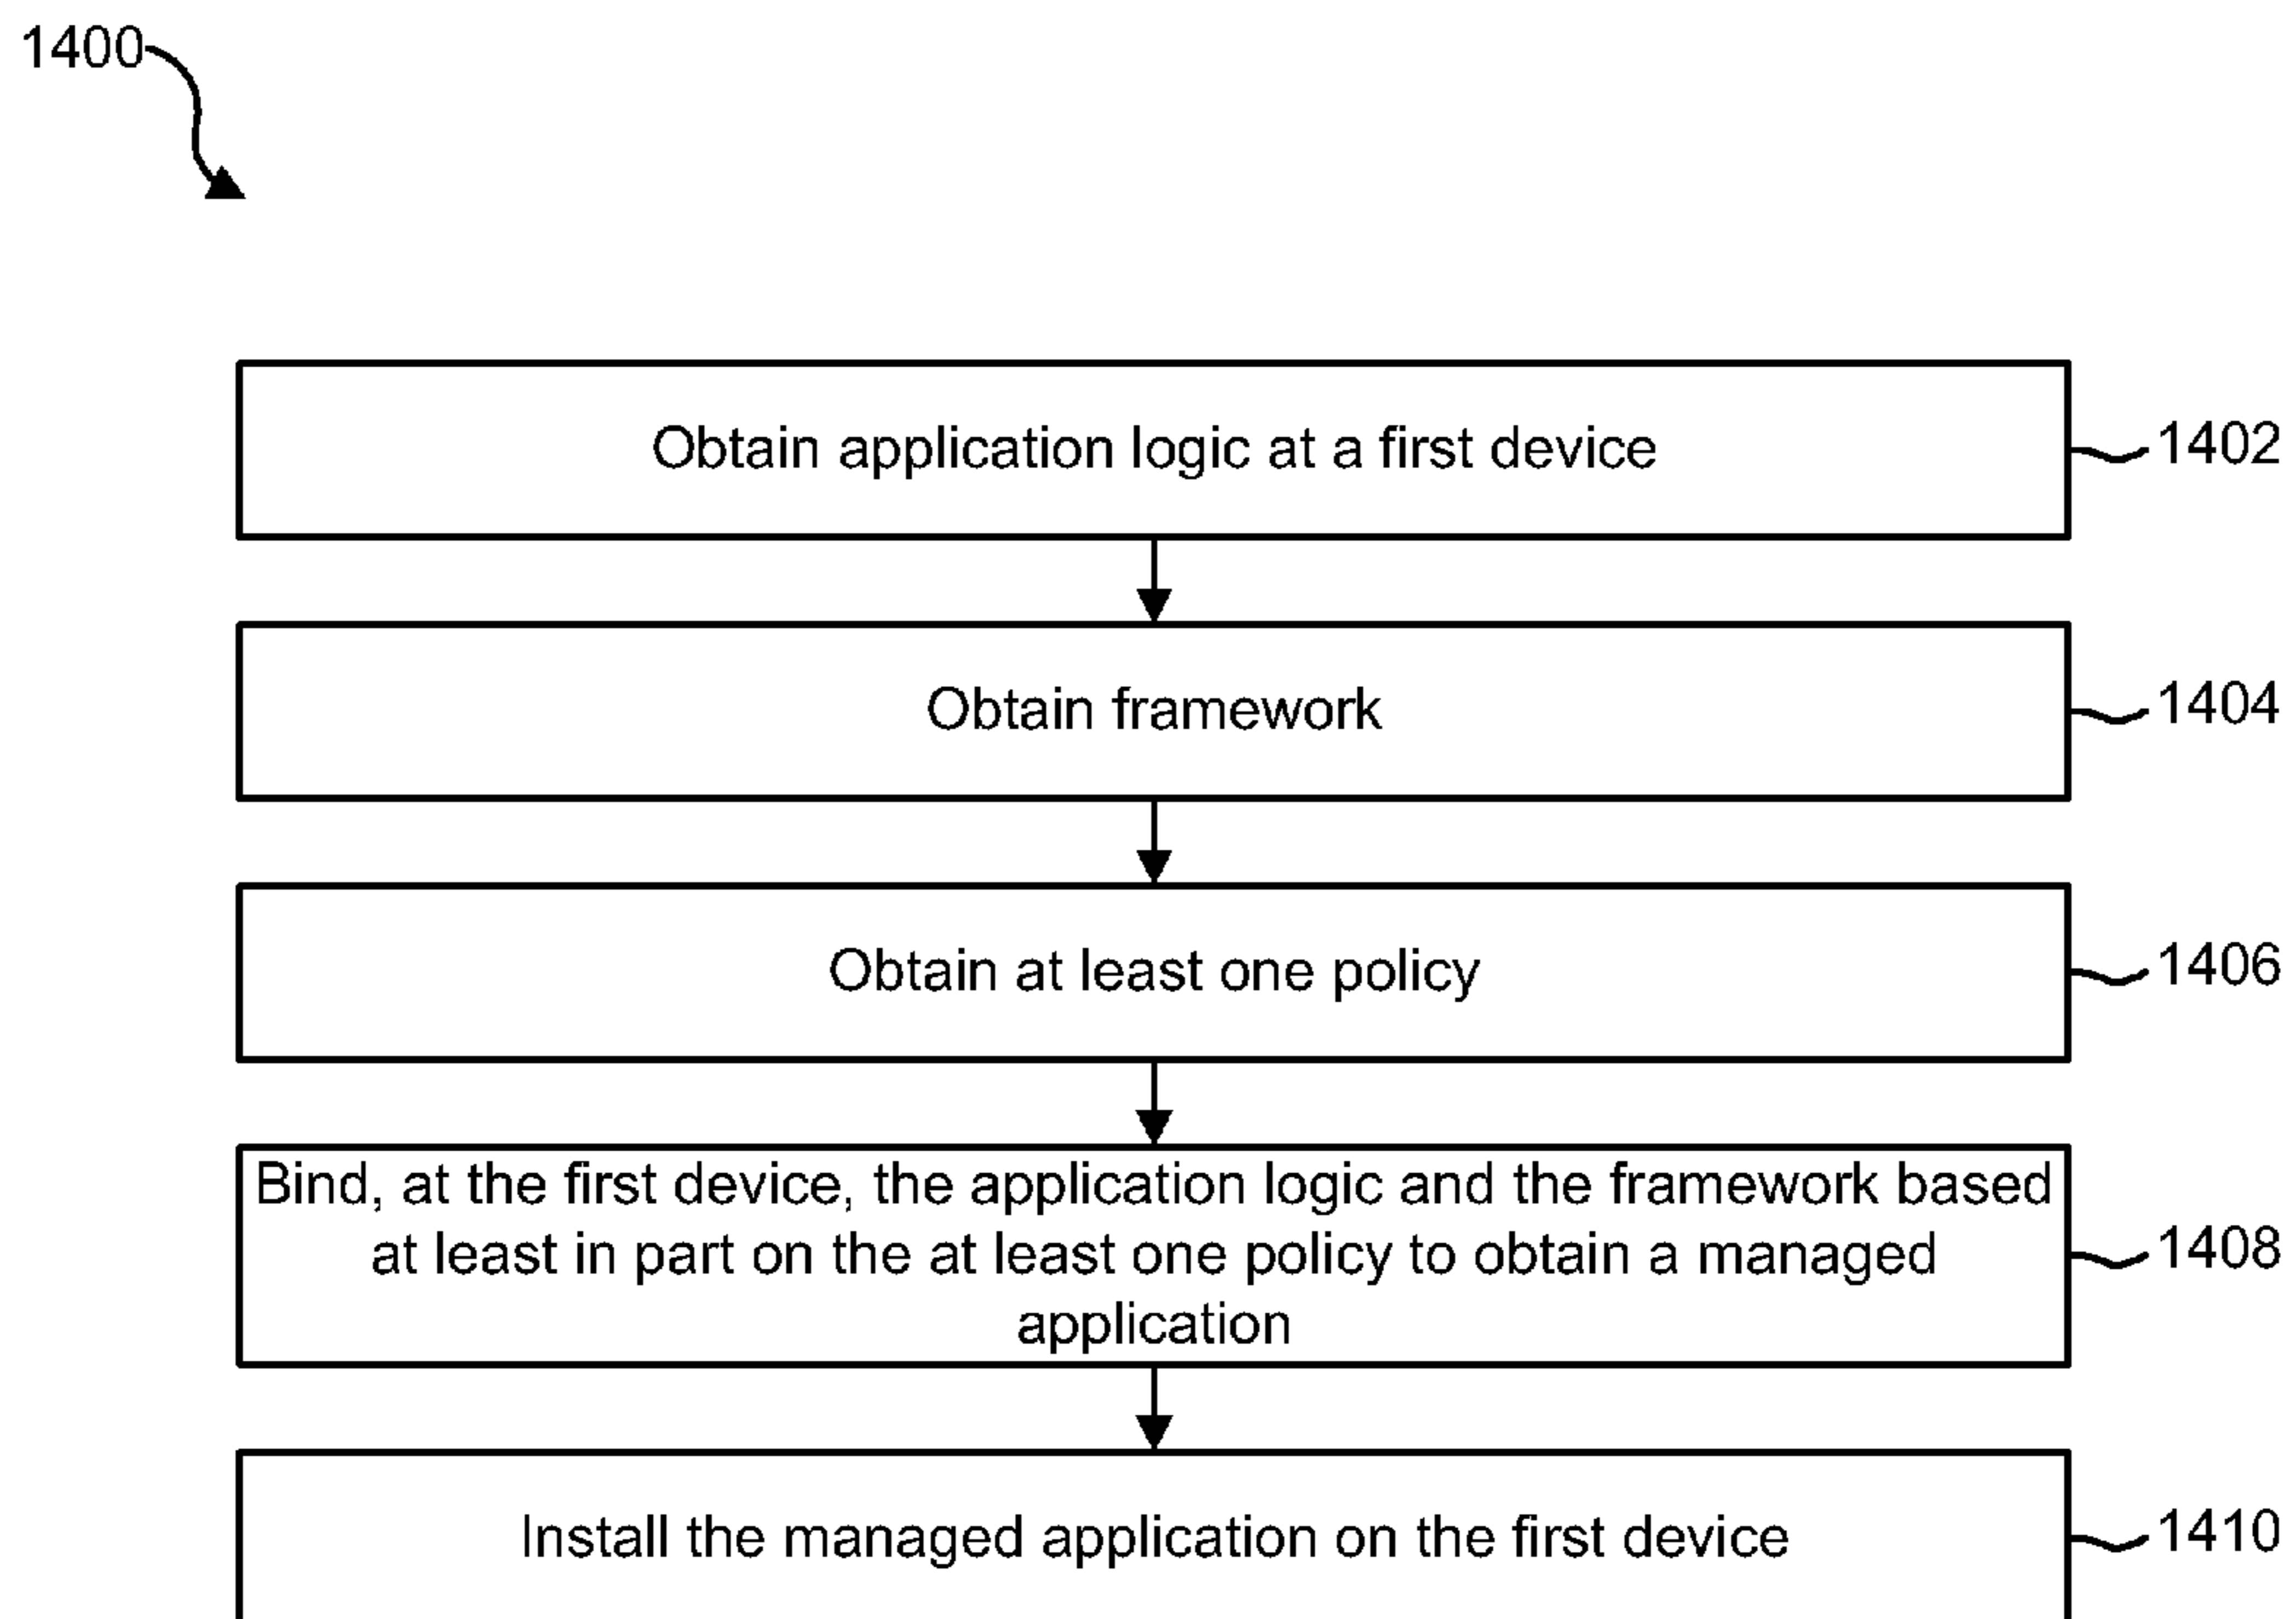 1400
Obtain application logic at a first device
1402
Obtain framework
1404
Obtain at least one policy
1406
Bind, at the first device, the application logic and the framework based
at least in part on the at least one policy to obtain a managed
application
1408
Install the managed application on the first device
1410